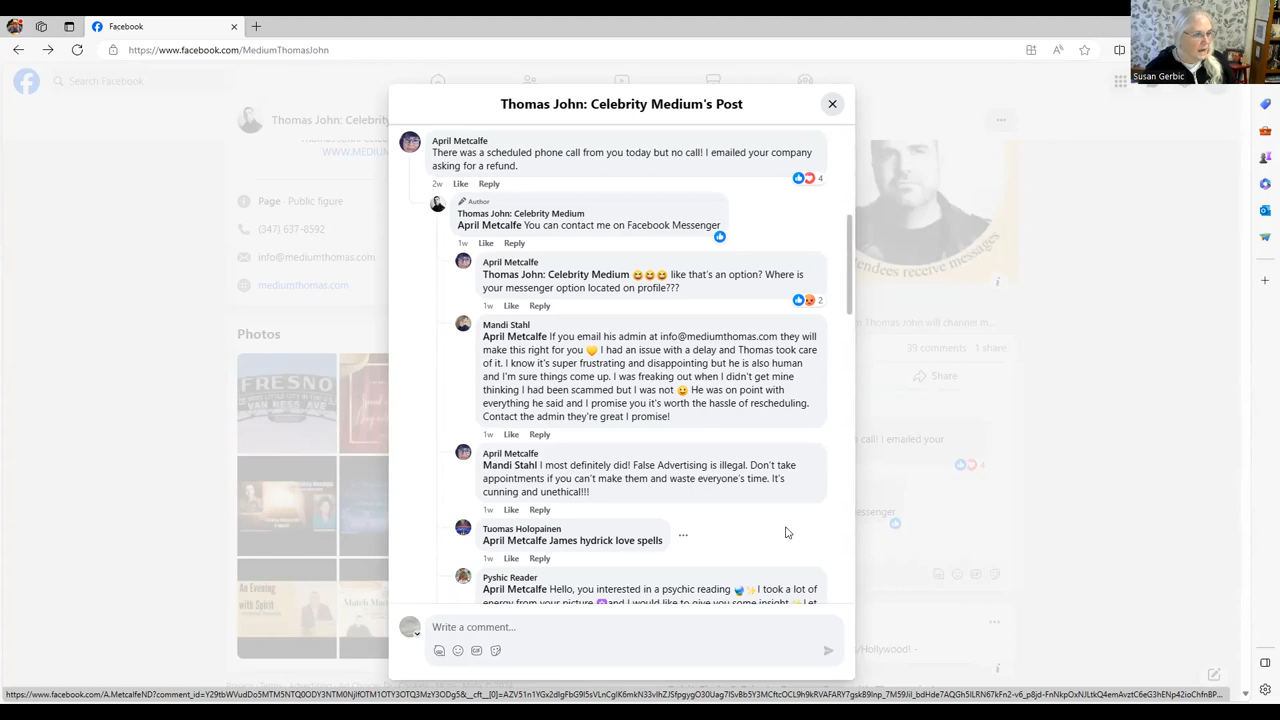 Facebook
https://www.facebook.com/MediumThomasJohn
Susan Gerbic
Search Facebook
Thomas John: Celebrity Medium's Post
Thomas John: Celebrity
WWW.MEDIUM
Page · Public figure
(347) 637-8592
info@mediumthomas.com
mediumthomas.com
Photos
FRESNO
An Evening
with Spirit
April Metcalfe
There was a scheduled phone call from you today but no call! I emailed your company
asking for a refund.
4
2w Like Reply
Author
Thomas John: Celebrity Medium
April Metcalfe You can contact me on Facebook Messenger
1w Like Reply
April Metcalfe
Thomas John: Celebrity Medium 😆😆😆 like that's an option? Where is
your messenger option located on profile???
2
1w Like Reply
Mandi Stahl
April Metcalfe If you email his admin at info@mediumthomas.com they will
make this right for you 💛 I had an issue with a delay and Thomas took care
of it. I know it's super frustrating and disappointing but he is also human
and I'm sure things come up. I was freaking out when I didn't get mine
thinking I had been scammed but I was not 😃 He was on point with
everything he said and I promise you it's worth the hassle of rescheduling.
Contact the admin they're great I promise!
1w Like Reply
April Metcalfe
Mandi Stahl I most definitely did! False Advertising is illegal. Don't take
appointments if you can't make them and waste everyone's time. It's
cunning and unethical!!!
1w Like Reply
Tuomas Holopainen
April Metcalfe James hydrick love spells
1w Like Reply
Pyshic Reader
April Metcalfe Hello, you interested in a psychic reading 🔮✨I took a lot of
energy from your picture and I would like to give you some insight ✨Let
Write a comment...
tendees receive messages
Thomas John will channel m...
39 comments 1 share
Share
call! I emailed your
4
essenger
s/Hollywood! -